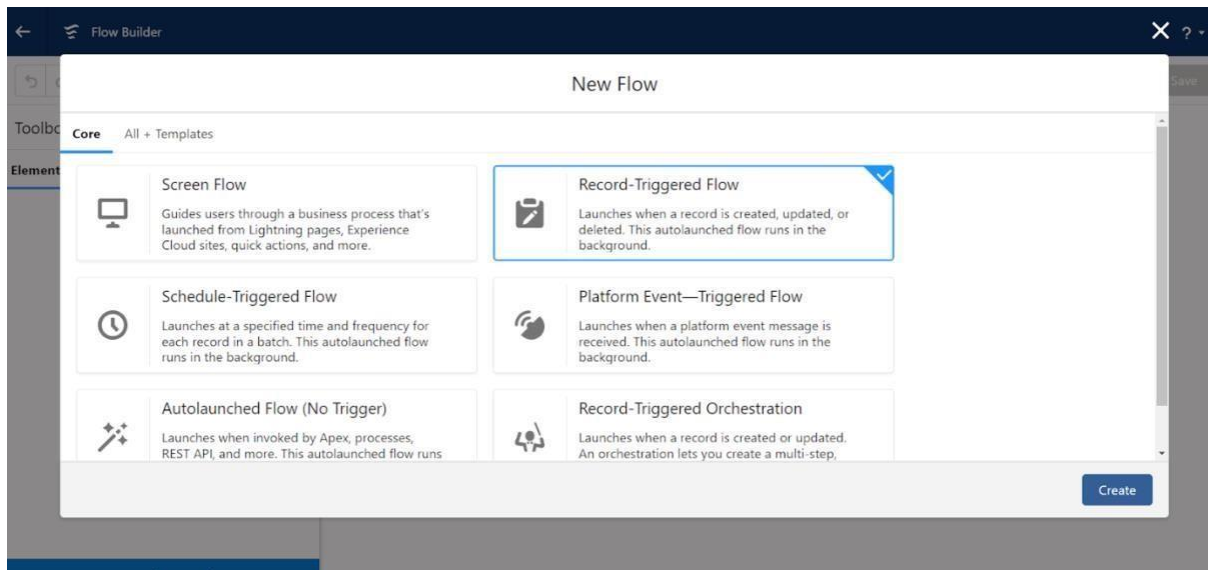 Flow Builder
?
New Flow
Save
Core All + Templates
Screen Flow
Guides users through a business process that's
launched from Lightning pages, Experience
Cloud sites, quick actions, and more.
Record-Triggered Flow
Launches when a record is created, updated, or
deleted. This autolaunched flow runs in the
background.
Schedule-Triggered Flow
Launches at a specified time and frequency for
each record in a batch. This autolaunched flow
runs in the background.
Platform Event—Triggered Flow
Launches when a platform event message is
received. This autolaunched flow runs in the
background.
Autolaunched Flow (No Trigger)
Launches when invoked by Apex, processes,
REST API, and more. This autolaunched flow runs
Record-Triggered Orchestration
Launches when a record is created or updated.
An orchestration lets you create a multi-step,
Create